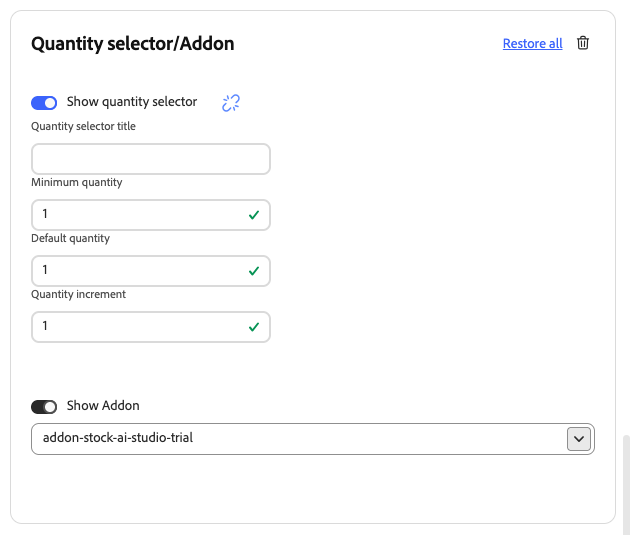 Quantity selector/Addon
Restore all
Show quantity selector
Quantity selector title
Minimum quantity
1
Default quantity
1
Quantity increment
1
Show Addon
addon-stock-ai-studio-trial